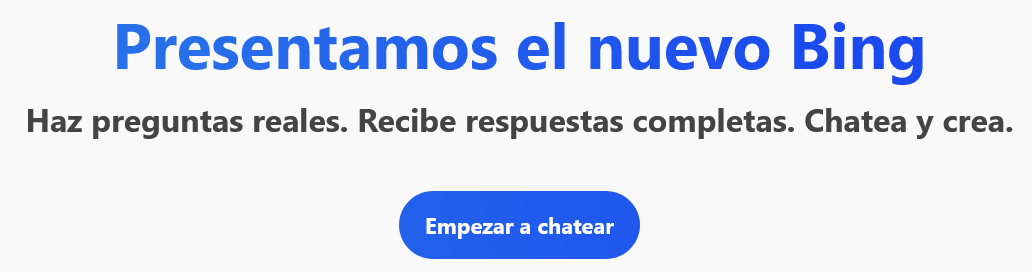 Presentamos el nuevo Bing
Haz preguntas reales. Recibe respuestas completas. Chatea y crea.
Empezar a chatear